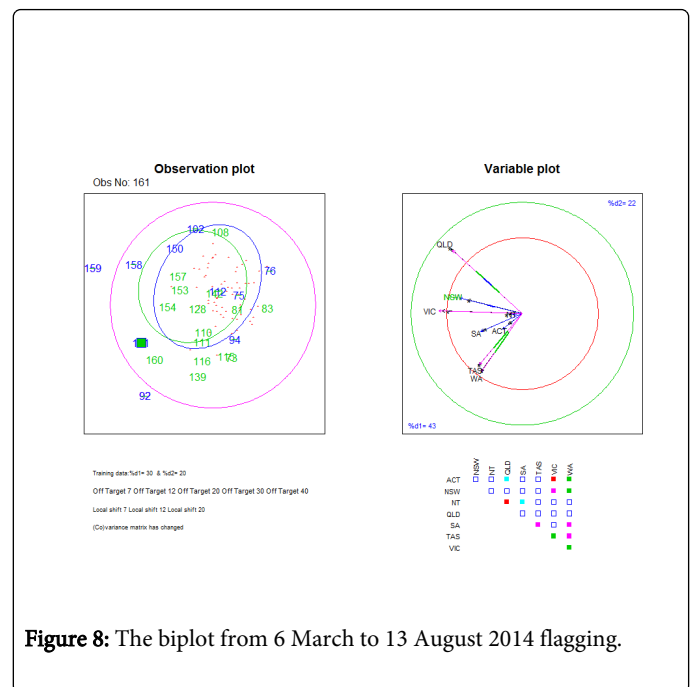 Observation plot
Obs No: 161
102
108
150
159
158
157
153
112
75
76
154
128
81
83
110
111
94
160
116
73
139
92
Variable plot
%d2= 22
QLD
NSW
VIC
NT
SA
ACT
TAS
WA
%d1= 43
Training data:%d1= 30 & %d2= 20
Off Target 7 Off Target 12 Off Target 20 Off Target 30 Off Target 40
Local shift 7 Local shift 12 Local shift 20
(Co)variance matrix has changed
NSW NT QLD SA TAS VIC WA
ACT
NSW
NT
QLD
SA
TAS
VIC
Figure 8: The biplot from 6 March to 13 August 2014 flagging.